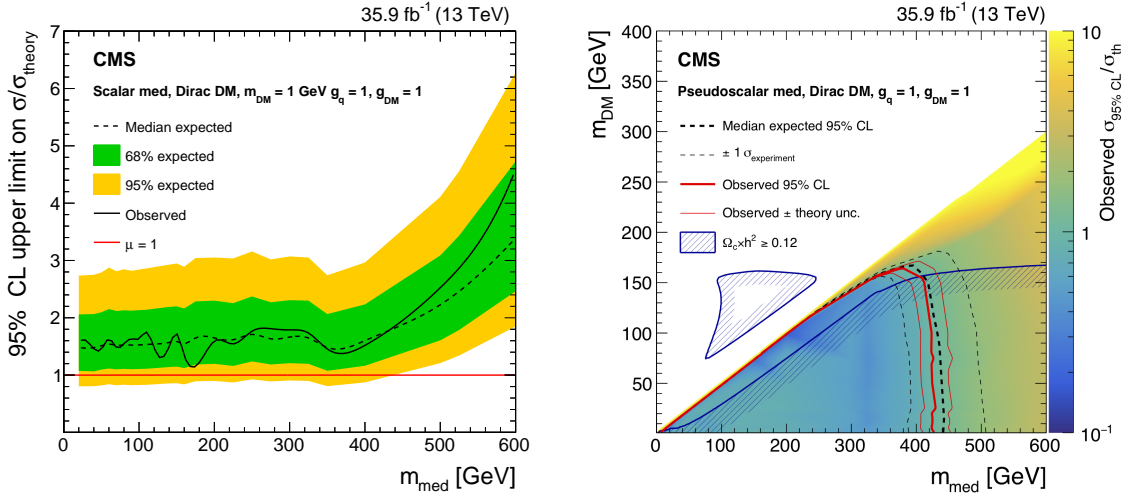 35.9 fb⁻¹ (13 TeV)
CMS
Scalar med, Dirac DM, m_DM = 1 GeV g_q = 1, g_DM = 1
Median expected
68% expected
95% expected
Observed
μ = 1
95% CL upper limit on σ/σ_theory
7
6
5
4
3
2
1
0 100 200 300 400 500 600
m_med [GeV]
35.9 fb⁻¹ (13 TeV)
CMS
Pseudoscalar med, Dirac DM, g_q = 1, g_DM = 1
Median expected 95% CL
± 1 σ_experiment
Observed 95% CL
Observed ± theory unc.
Ω_c×h² ≥ 0.12
m_DM [GeV]
400
350
300
250
200
150
100
50
0 100 200 300 400 500 600
m_med [GeV]
10
1
10⁻¹
Observed σ_95% CL/σ_th